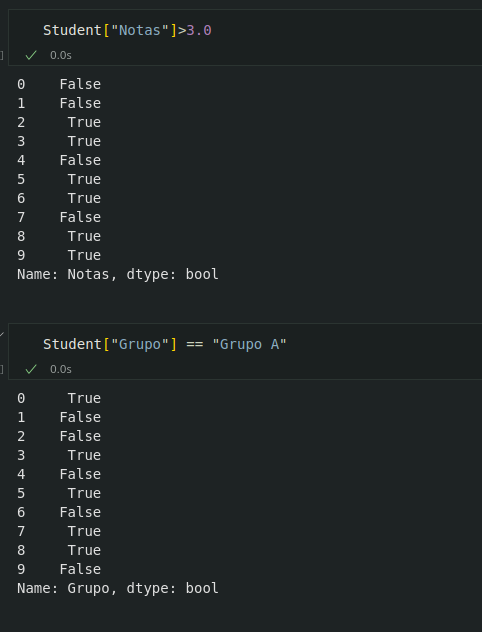 Student["Notas"]>3.0
0.0s
0    False
1    False
2     True
3     True
4    False
5     True
6     True
7    False
8     True
9     True
Name: Notas, dtype: bool
Student["Grupo"] == "Grupo A"
]    0.0s
0     True
1    False
2    False
3     True
4    False
5     True
6    False
7     True
8     True
9    False
Name: Grupo, dtype: bool